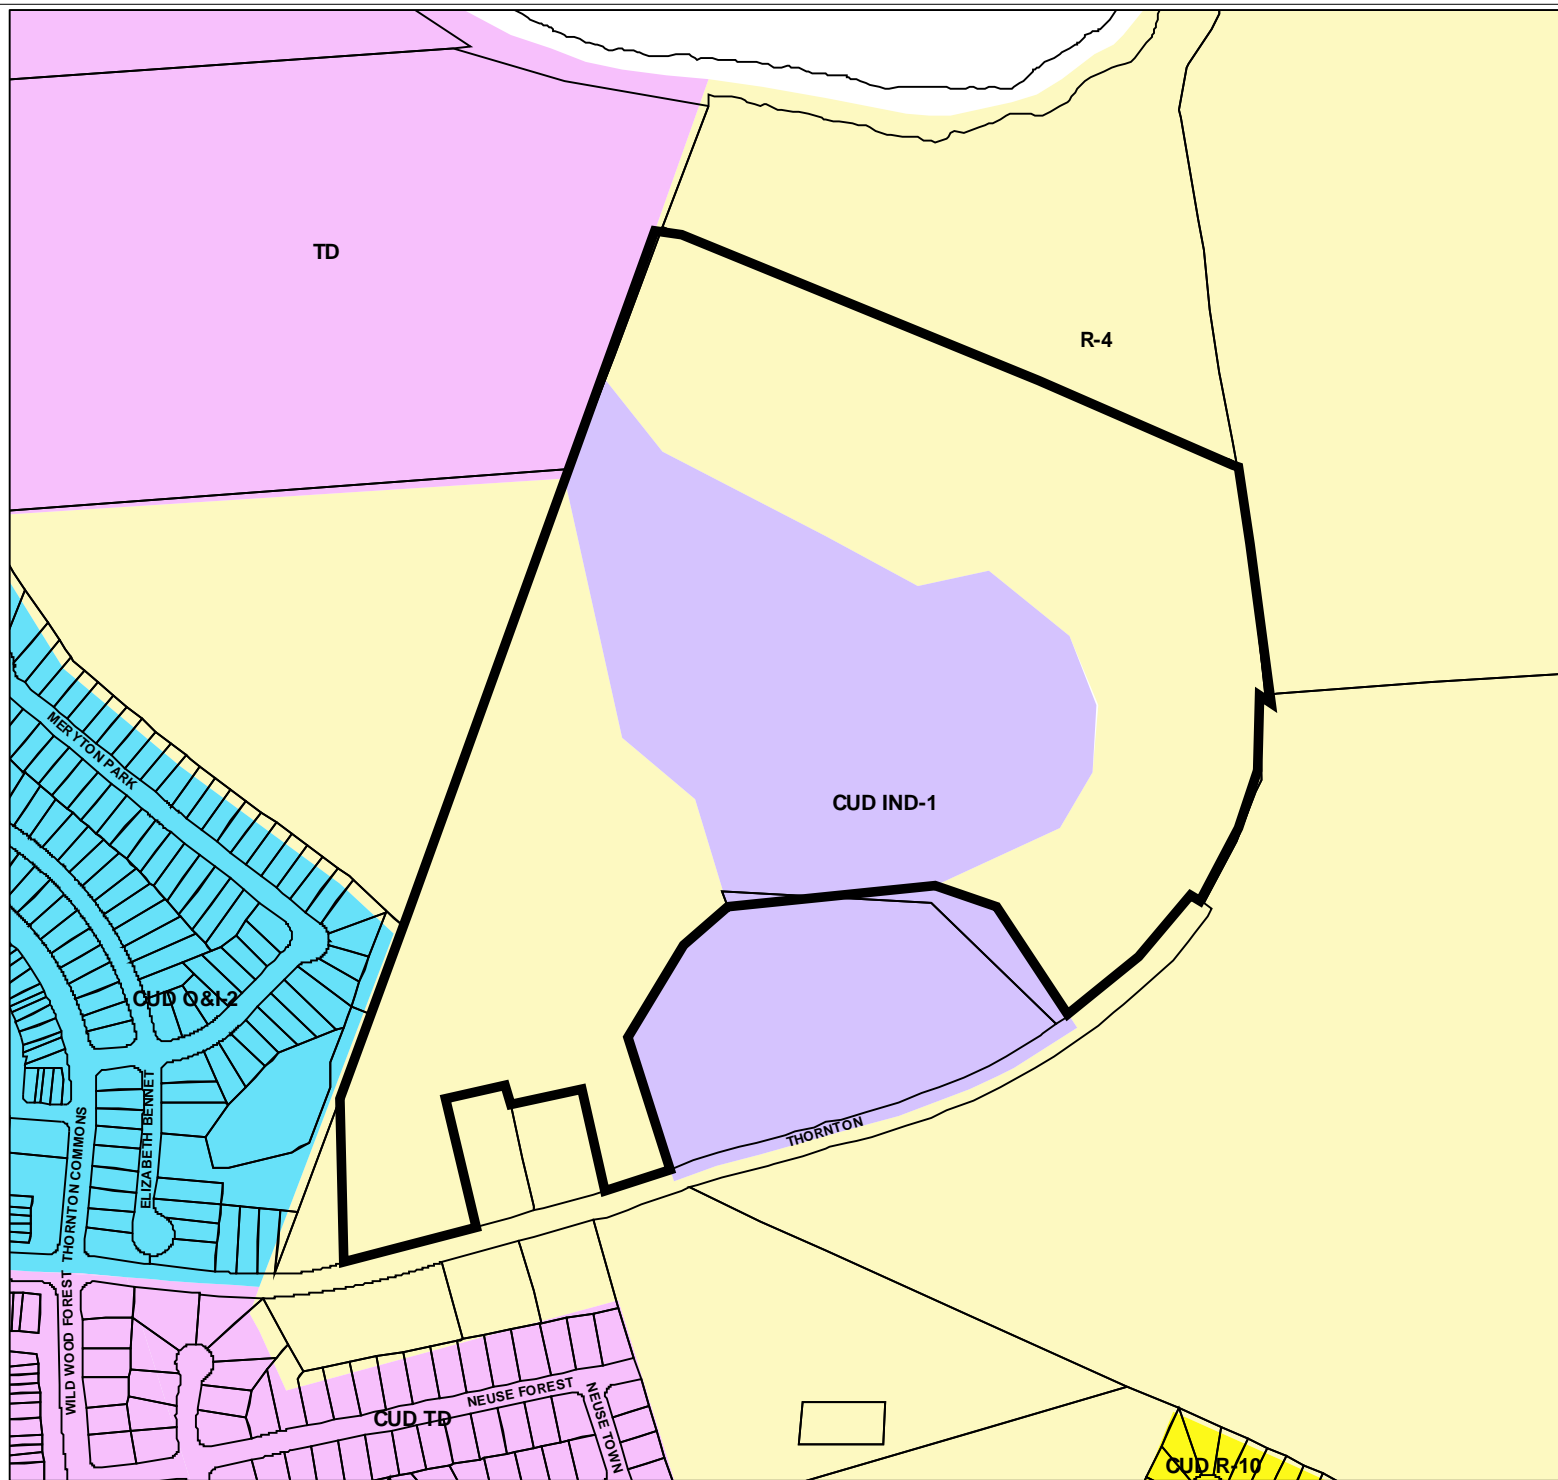 TD
R-4
MERYTON PARK
CUD IND-1
CUD O&I-2
ELIZABETH BENNET
THORNTON COMMONS
THORNTON
WILD WOOD FOREST
NEUSE FOREST
NEUSE TOWN
CUD TD
CUD R-10